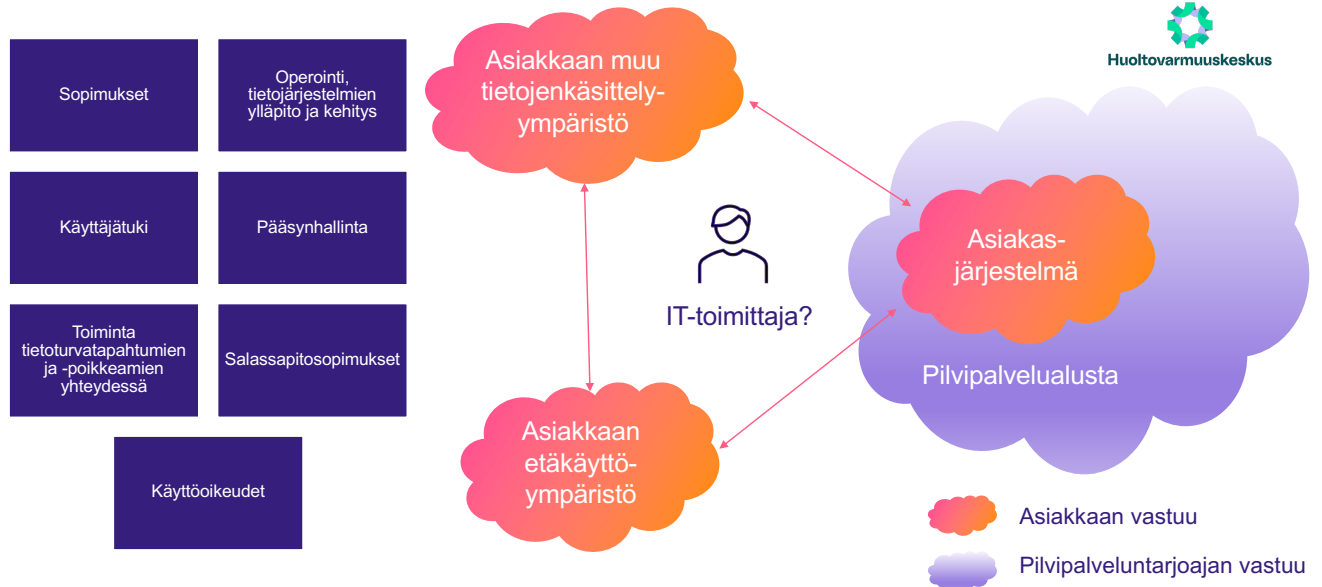 Sopimukset
Operointi,
tietojärjestelmien
ylläpito ja kehitys
Käyttäjätuki
Pääsynhallinta
Toiminta
tietoturvatapahtumien
ja -poikkeamien
yhteydessä
Salassapitosopimukset
Käyttöoikeudet
Asiakkaan muu
tietojenkäsittely-
ympäristö
IT-toimittaja?
Asiakkaan
etäkäyttö-
ympäristö
Huoltovarmuuskeskus
Asiakas-
järjestelmä
Pilvipalvelualusta
Asiakkaan vastuu
Pilvipalveluntarjoajan vastuu